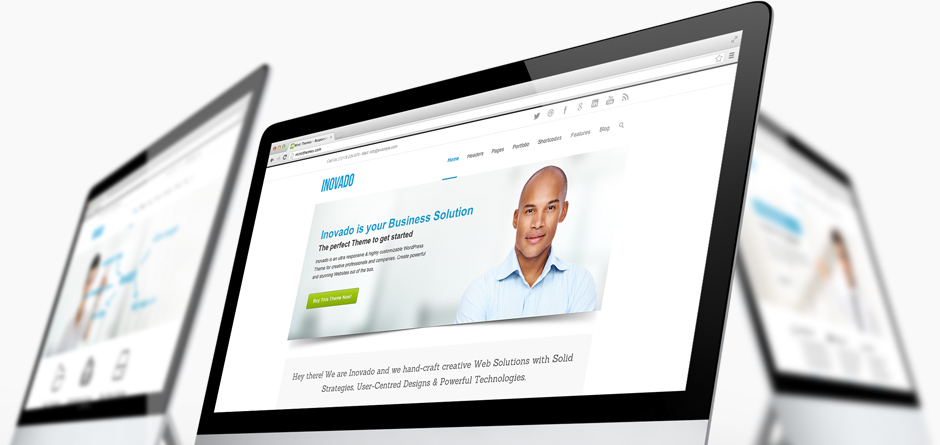 INOVADO
Home Headers Pages Portfolio Shortcodes Features Blog
Inovado is your Business Solution
The perfect Theme to get started
Inovado is an ultra responsive & highly customizable WordPress
Theme for creative professionals and companies. Create powerful
and stunning Websites out of the box.
Buy This Theme Now!
Hey there! We are Inovado and we hand-craft creative Web Solutions with Solid
Strategies, User-Centred Designs & Powerful Technologies.